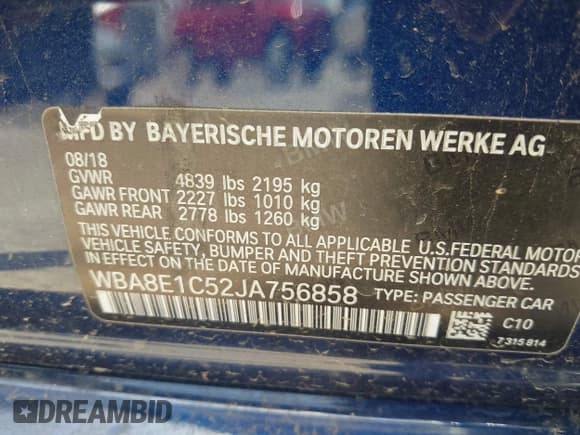 MFD BY BAYERISCHE MOTOREN WERKE AG
08/18
GVWR 4839 lbs 2195 kg
GAWR FRONT 2227 lbs 1010 kg
GAWR REAR 2778 lbs 1260 kg
THIS VEHICLE CONFORMS TO ALL APPLICABLE U.S.FEDERAL MOTOR
VEHICLE SAFETY, BUMPER AND THEFT PREVENTION STANDARDS
IN EFFECT ON THE DATE OF MANUFACTURE SHOWN ABOVE.
WBA8E1C52JA756858 TYPE: PASSENGER CAR
C10
7315814
DREAMBID